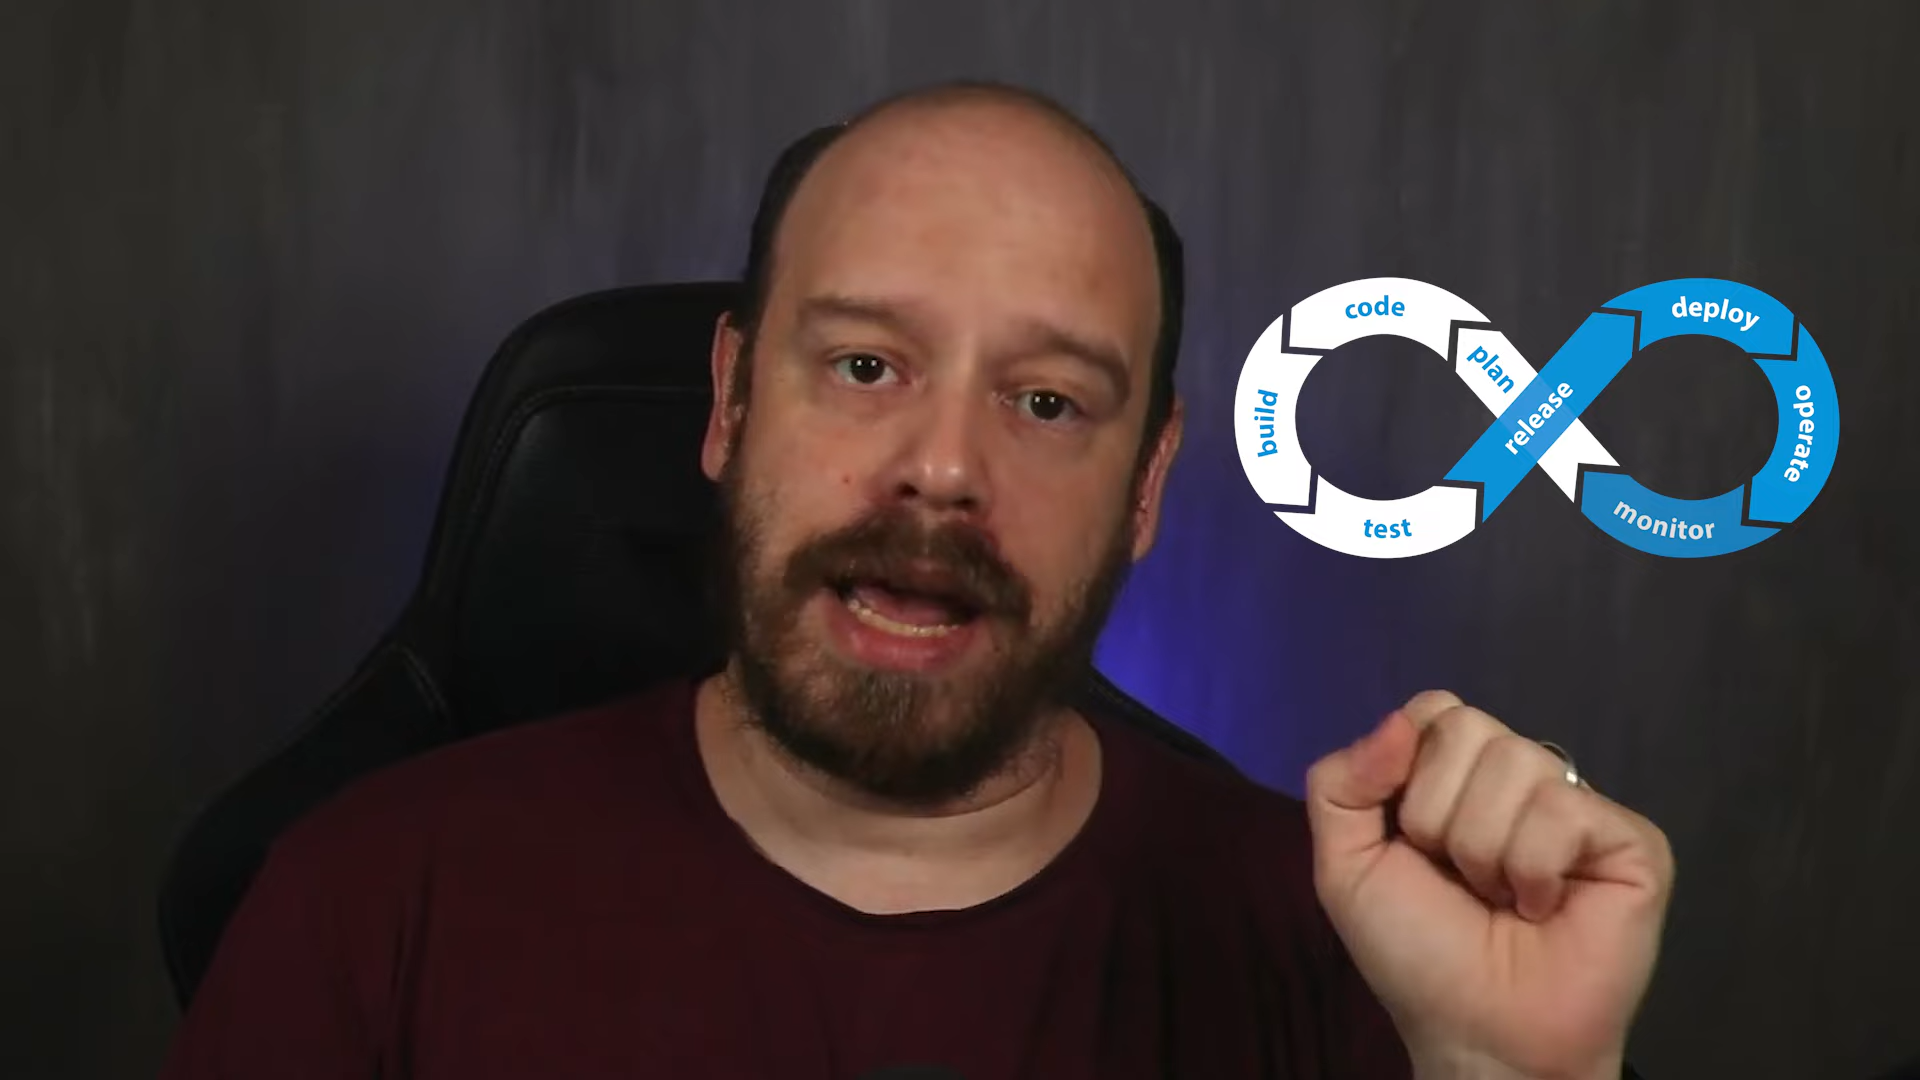 code
deploy
plan
release
build
operate
test
monitor